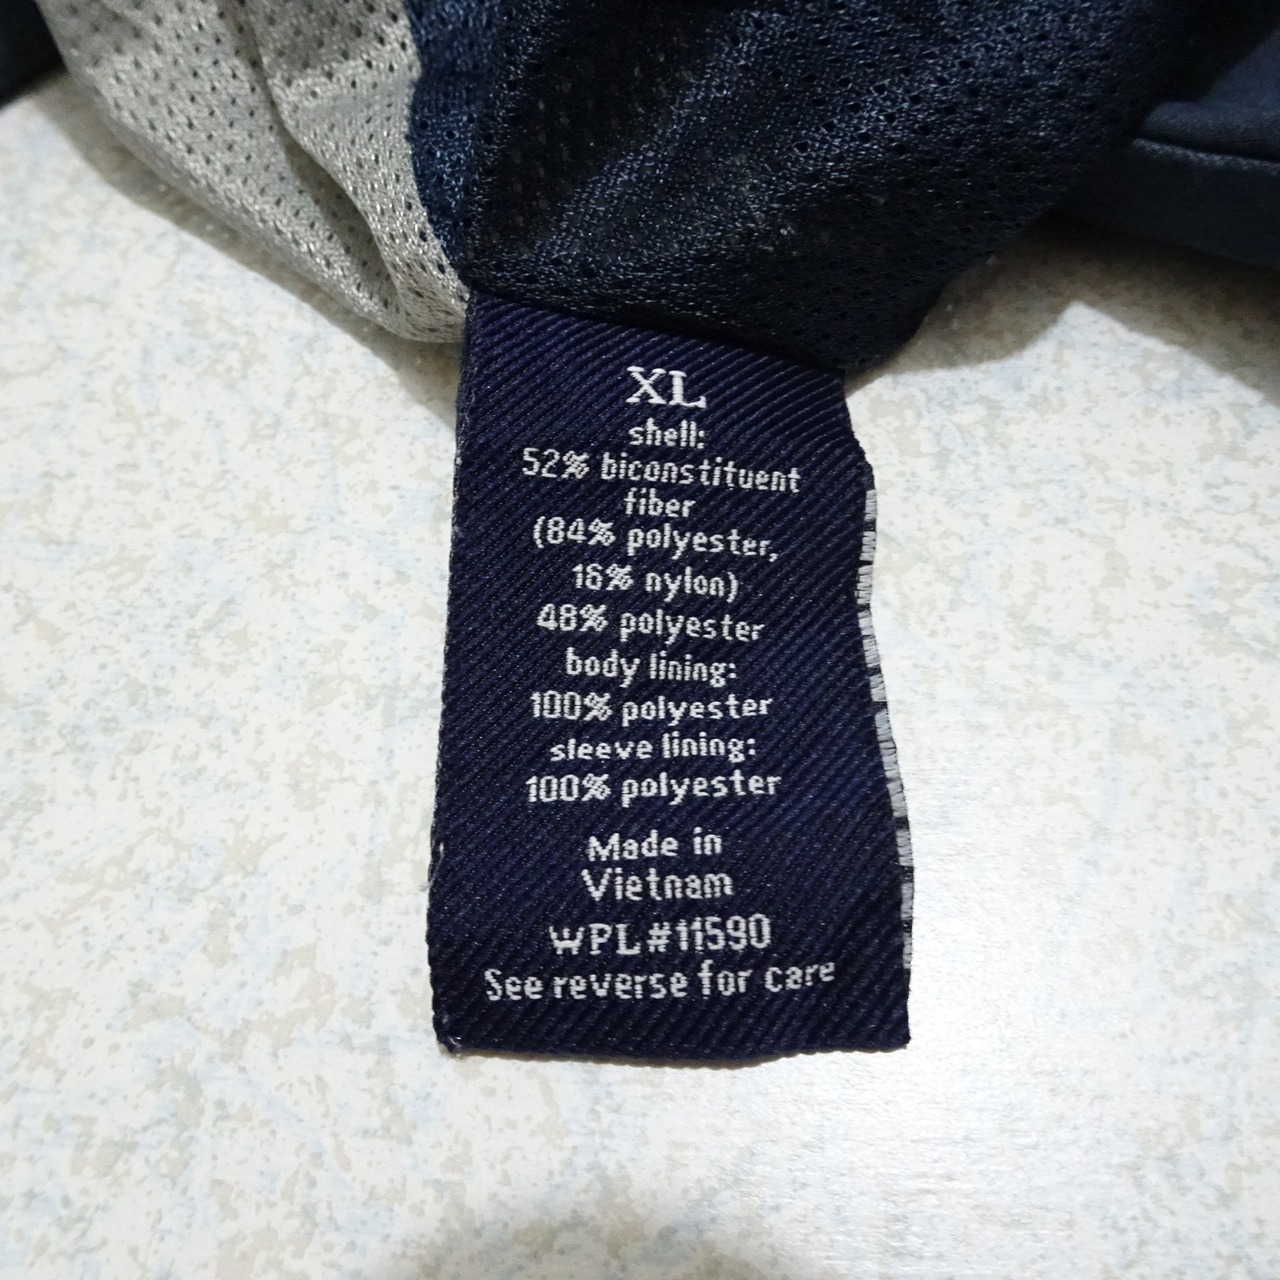 XL
shell:
52% biconstituent
fiber
(84% polyester,
16% nylon)
48% polyester
body lining:
100% polyester
sleeve lining:
100% polyester
Made in
Vietnam
WPL#11590
See reverse for care